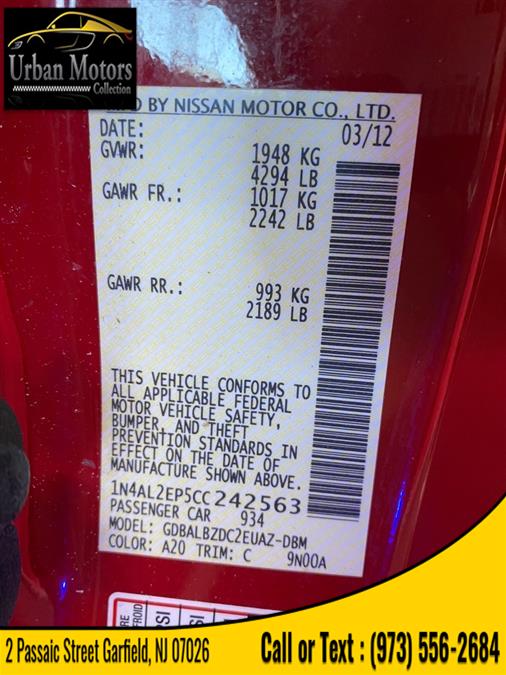 Urban Motors
Collection
BY NISSAN MOTOR CO., LTD.
DATE: 03/12
GVWR: 1948 KG
4294 LB
GAWR FR.: 1017 KG
2242 LB
GAWR RR.: 993 KG
2189 LB
THIS VEHICLE CONFORMS TO
ALL APPLICABLE FEDERAL
MOTOR VEHICLE SAFETY,
BUMPER, AND THEFT
PREVENTION STANDARDS IN
EFFECT ON THE DATE OF
MANUFACTURE SHOWN ABOVE.
1N4AL2EP5CC242563
PASSENGER CAR 934
MODEL: GDBALBZDC2EUAZ-DBM
COLOR: A20 TRIM: C 9N00A
2 Passaic Street Garfield, NJ 07026
Call or Text : (973) 556-2684